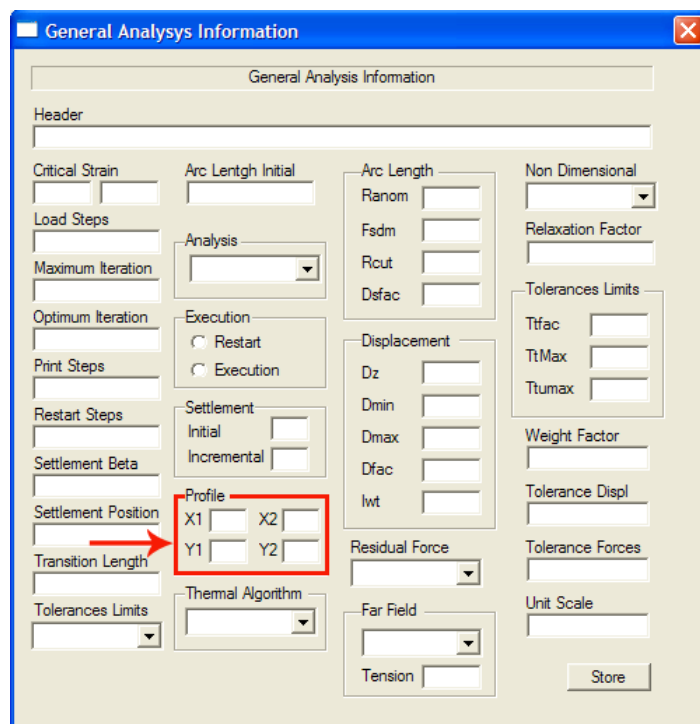 General Analysys Information
General Analysis Information
Header
Critical Strain
Load Steps
Maximum Iteration
Optimum Iteration
Print Steps
Restart Steps
Settlement Beta
Settlement Position
Transition Length
Tolerances Limits
Arc Lentgh Initial
Analysis
Execution
Restart
Execution
Settlement
Initial
Incremental
Profile
X1 X2
Y1 Y2
Thermal Algorithm
Arc Length
Ranom
Fsdm
Rcut
Dsfac
Displacement
Dz
Dmin
Dmax
Dfac
Iwt
Residual Force
Far Field
Tension
Non Dimensional
Relaxation Factor
Tolerances Limits
Ttfac
TtMax
Ttumax
Weight Factor
Tolerance Displ
Tolerance Forces
Unit Scale
Store